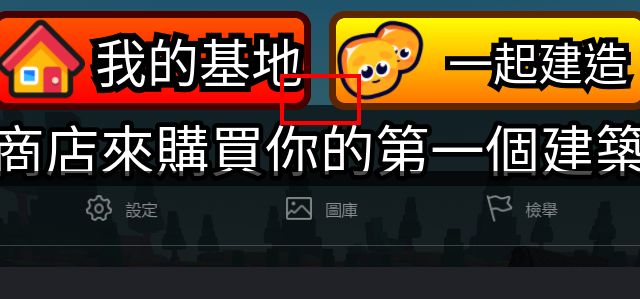 我的基地
一起建造
商店來購買你的第一個建築
設定
圖庫
檢舉